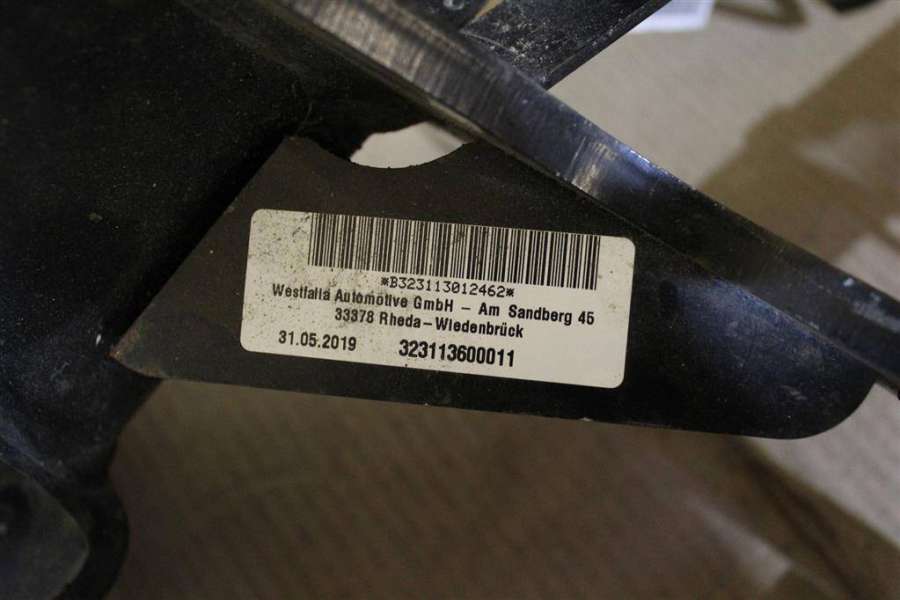 *B323113012462*
Westfalia Automotive GmbH - Am Sandberg 45
33378 Rheda-Wiedenbrück
31.05.2019 323113600011